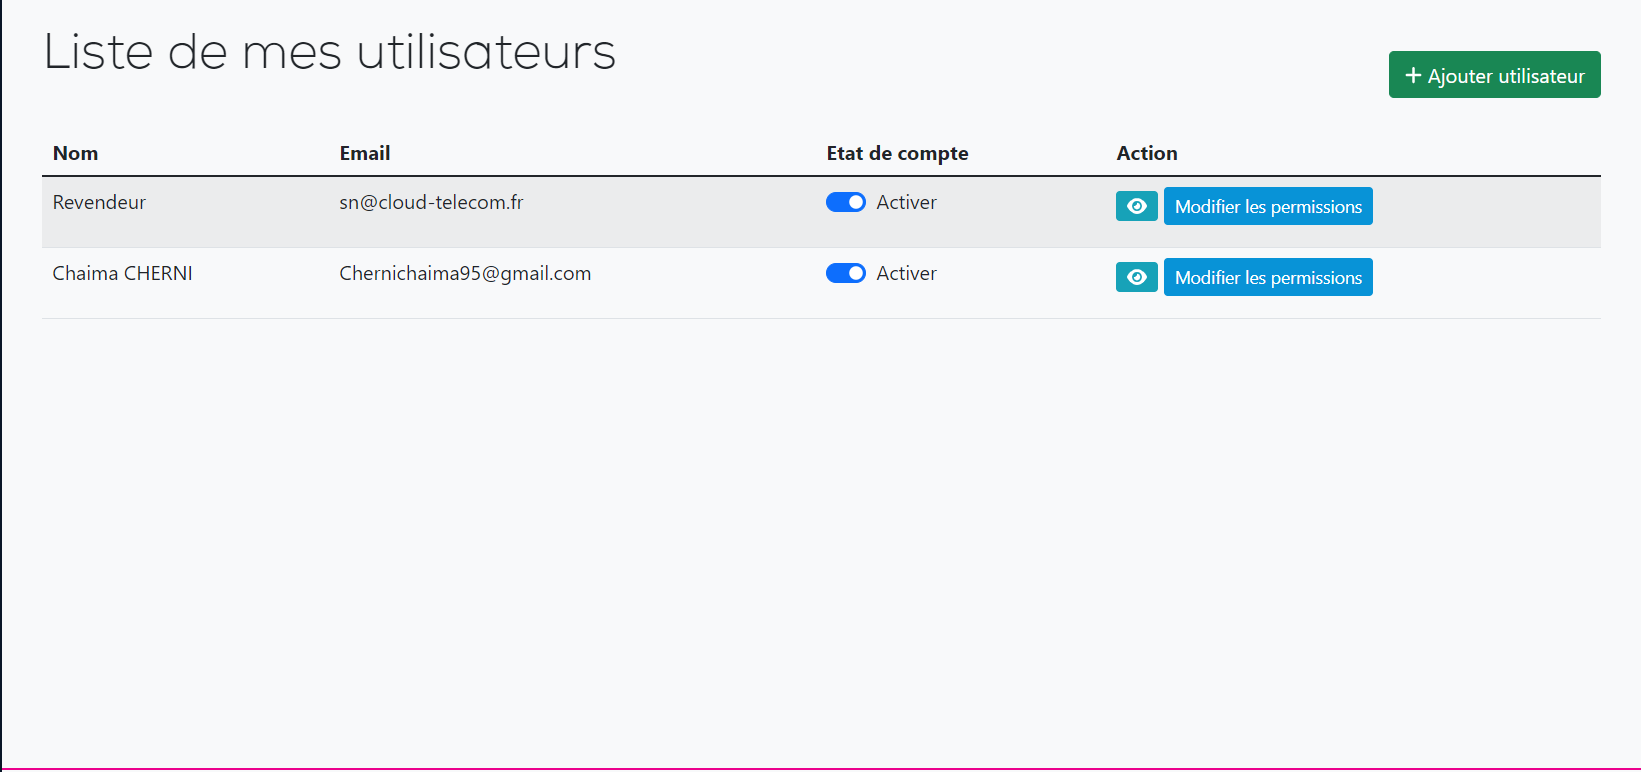 Liste de mes utilisateurs
+ Ajouter utilisateur
Nom Email Etat de compte Action
Revendeur sn@cloud-telecom.fr Activer Modifier les permissions
Chaima CHERNI Chernichaima95@gmail.com Activer Modifier les permissions